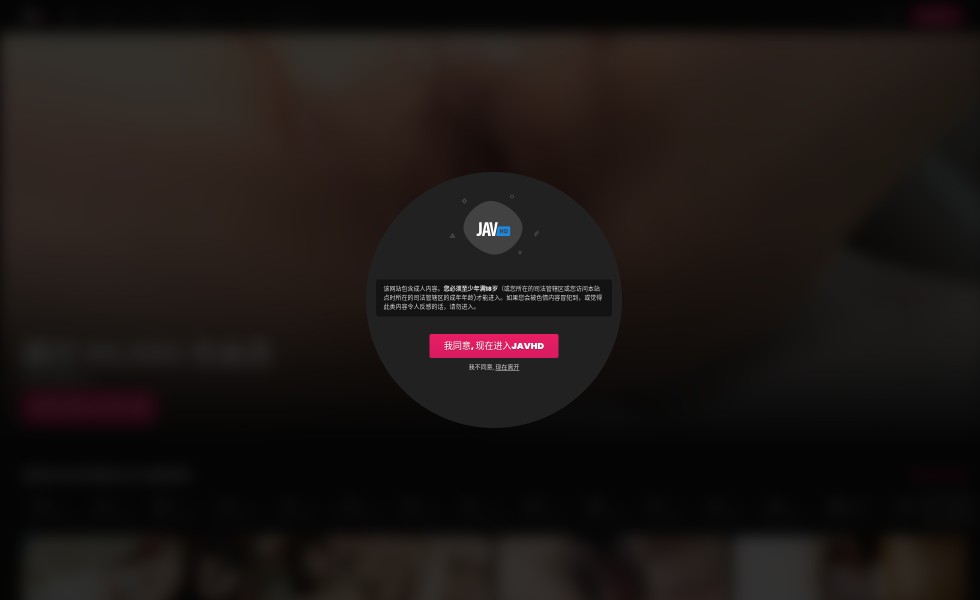 JAV HD
该网站包含成人内容。您必须至少年满18岁（或您所在的司法管辖区或您访问本站
点时所在的司法管辖区的成年年龄)才能进入。如果您会被色情内容冒犯到，或觉得
此类内容令人反感的话，请勿进入。
我同意, 现在进入JAVHD
我不同意, 现在离开